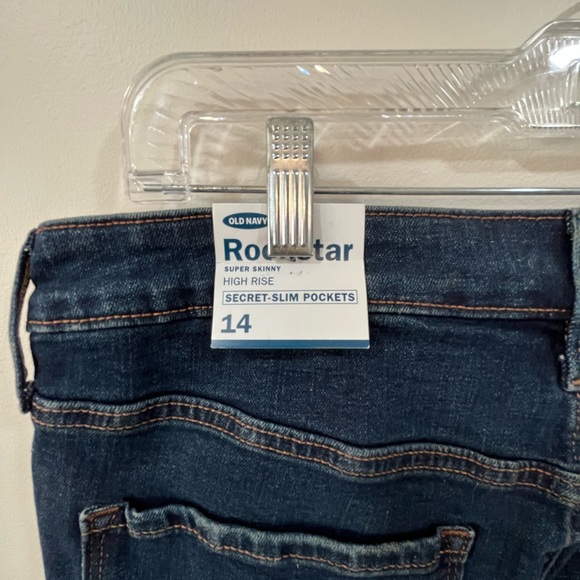 OLD NAVY
Rockstar
SUPER SKINNY
HIGH RISE
SECRET-SLIM POCKETS
14